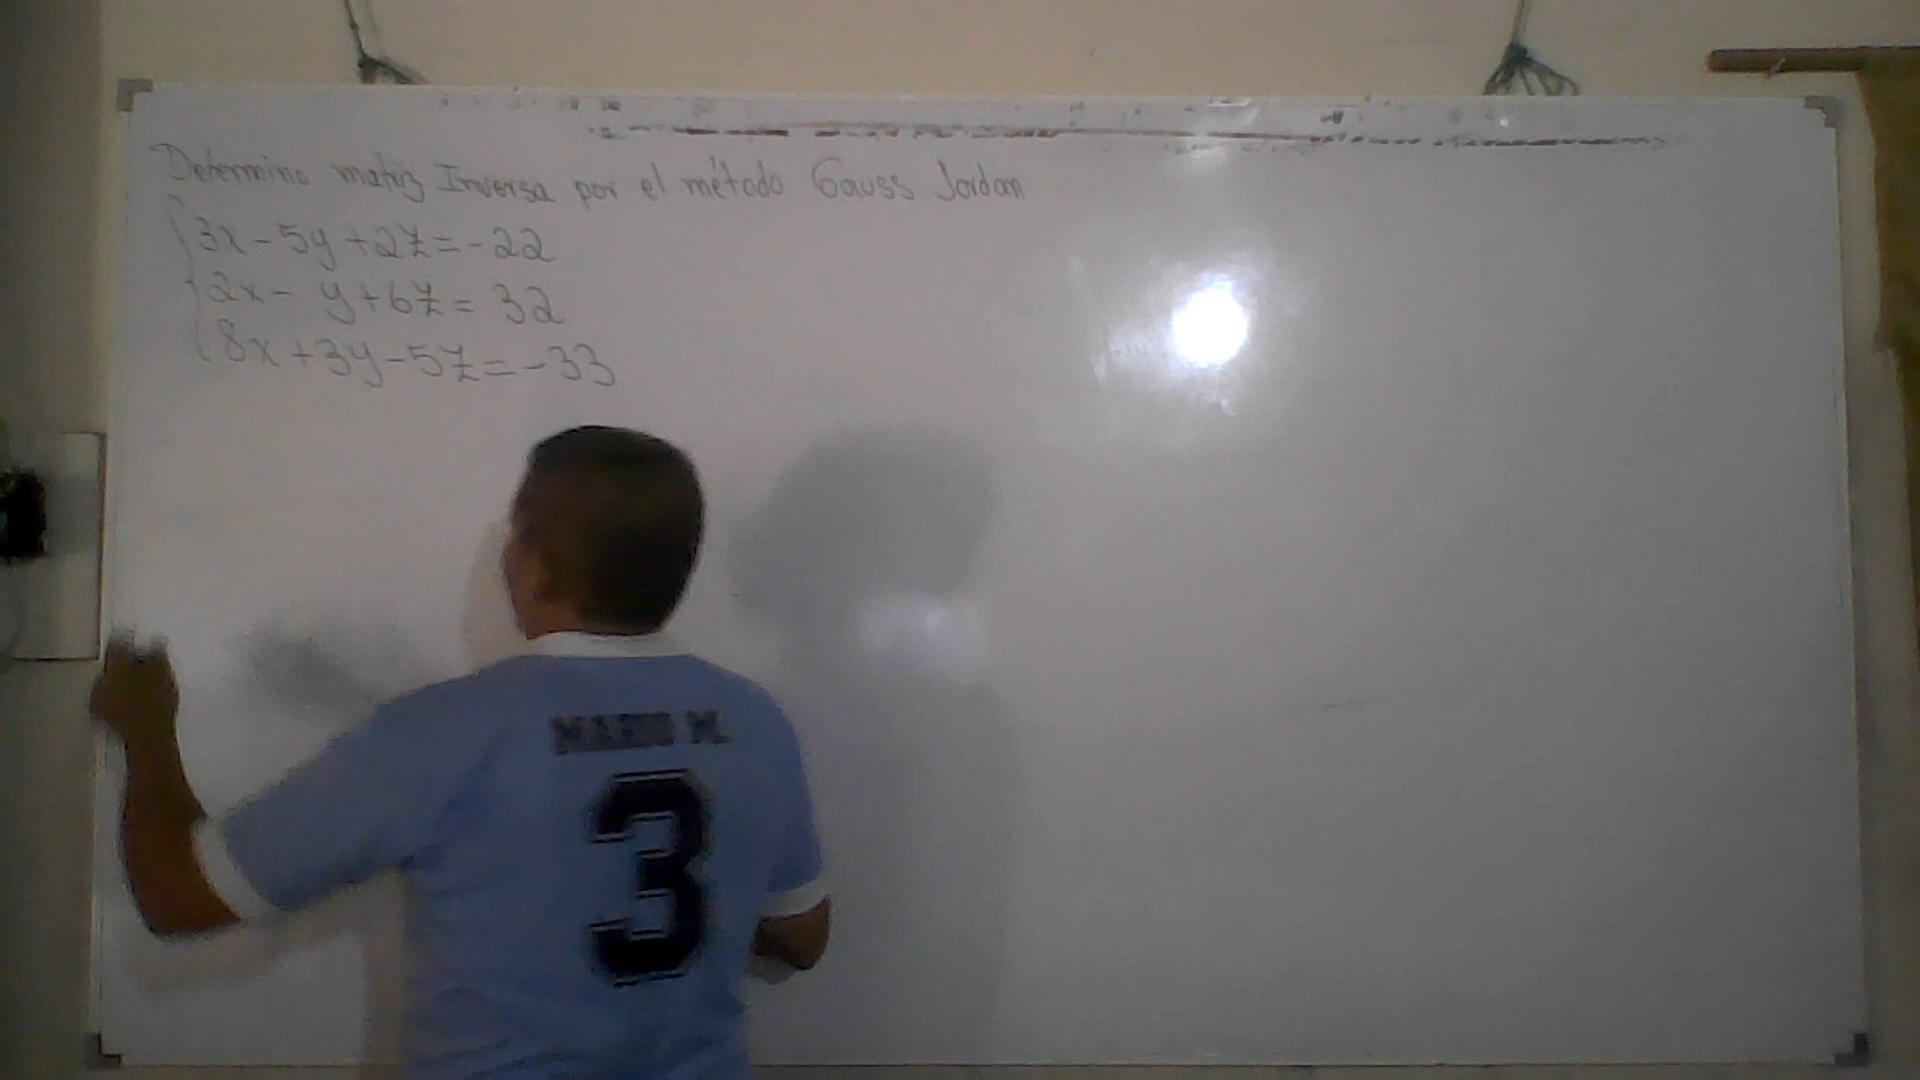 Determine matriz Inversa por el método Gauss Jordan
3x - 5y + 2z = -22
2x - y + 6z = 32
8x + 3y - 5z = -33
MARIO M.
3